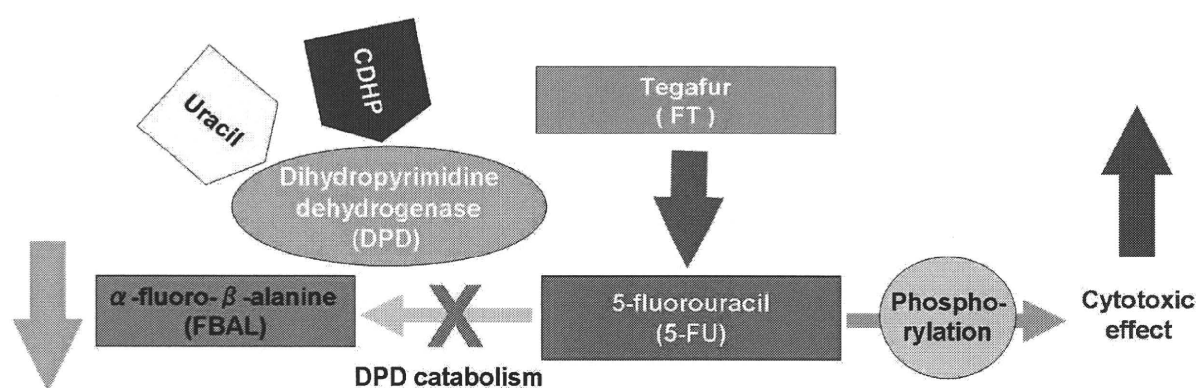 Uracil
CDHP
Tegafur
( FT )
Dihydropyrimidine
dehydrogenase
(DPD)
α-fluoro-β-alanine
(FBAL)
X
5-fluorouracil
(5-FU)
Phospho-
rylation
Cytotoxic
effect
DPD catabolism